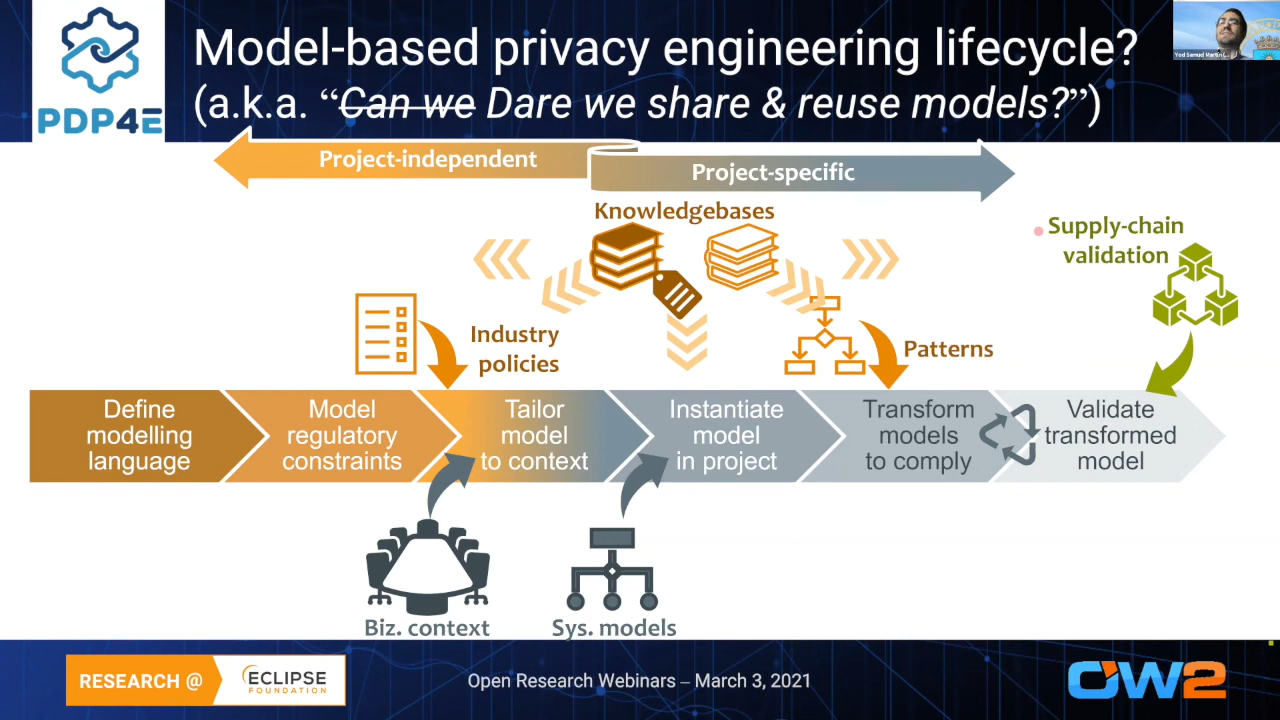 PDP4E
Model-based privacy engineering lifecycle?
(a.k.a. “Can we Dare we share & reuse models?”)
Project-independent
Project-specific
Knowledgebases
Supply-chain
validation
Industry
policies
Patterns
Define
modelling
language
Model
regulatory
constraints
Tailor
model
to context
Instantiate
model
in project
Transform
models
to comply
Validate
transformed
model
Biz. context
Sys. models
RESEARCH @
ECLIPSE
FOUNDATION
Open Research Webinars – March 3, 2021
OW2
Yod Samuel Martín